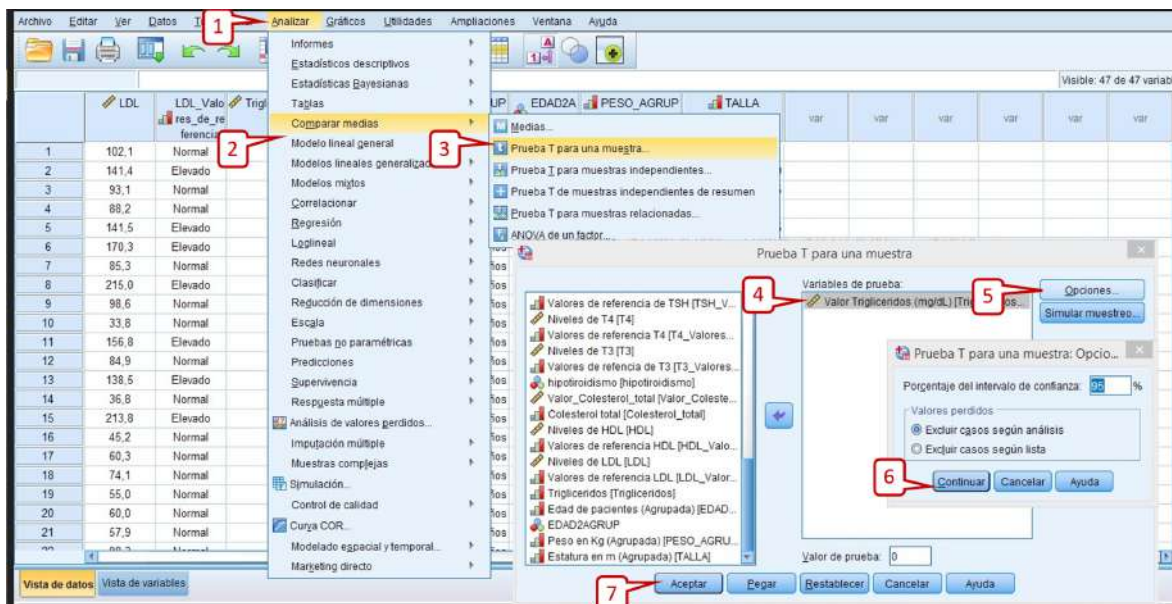 Archivo Editar Ver Datos Analizar Gráficos Utilidades Ampliaciones Ventana Ayuda
1
Visible: 47 de 47 variab
LDL
LDL_Valo
res_de_re
ferencia
Trigl
UP
EDAD2A
PESO_AGRUP
TALLA
var var var var var var
1 102,1 Normal
2 141,4 Elevado
3 93,1 Normal
4 88,2 Normal
5 141,5 Elevado
6 170,3 Elevado
7 85,3 Normal
8 215,0 Elevado
9 98,6 Normal
10 33,8 Normal
11 156,8 Elevado
12 84,9 Normal
13 138,5 Elevado
14 36,8 Normal
15 213,8 Elevado
16 45,2 Normal
17 60,3 Normal
18 74,1 Normal
19 55,0 Normal
20 60,0 Normal
21 57,9 Normal
Vista de datos Vista de variables
Informes
Estadísticos descriptivos
Estadísticas Bayesianas
Tablas
Comparar medias
2
Modelo lineal general
Modelos lineales generalizad
Modelos mixtos
Correlacionar
Regresión
Loglineal
Redes neuronales
Clasificar
Reducción de dimensiones
Escala
Pruebas no paramétricas
Predicciones
Supervivencia
Respuesta múltiple
Análisis de valores perdidos...
Imputación múltiple
Muestras complejas
Simulación...
Control de calidad
Curva COR...
Modelado espacial y temporal...
Marketing directo
Medias...
3
Prueba T para una muestra...
Prueba T para muestras independientes...
Prueba T de muestras independientes de resumen
Prueba T para muestras relacionadas...
ANOVA de un factor...
Prueba T para una muestra
Valores de referencia de TSH [TSH_V...
Niveles de T4 [T4]
Valores de referencia T4 [T4_Valores...
Niveles de T3 [T3]
Valores de refencia de T3 [T3_Valores...
hipotiroidismo [hipotiroidismo]
Valor_Colesterol_total [Valor_Coleste...
Colesterol total [Colesterol_total]
Niveles de HDL [HDL]
Valores de referencia HDL [HDL_Valo...
Niveles de LDL [LDL]
Valores de referencia LDL [LDL_Valor...
Trigliceridos [Trigliceridos]
Edad de pacientes (Agrupada) [EDAD...
EDAD2AGRUP
Peso en Kg (Agrupada) [PESO_AGRU...
Estatura en m (Agrupada) [TALLA]
Variables de prueba:
4
Valor Trigliceridos (mg/dL) [Trig
5
Opciones...
Simular muestreo...
Prueba T para una muestra: Opcio...
Porcentaje del intervalo de confianza: 95 %
Valores perdidos
Excluir casos según análisis
Excluir casos según lista
6
Continuar Cancelar Ayuda
Valor de prueba: 0
7
Aceptar Pegar Restablecer Cancelar Ayuda